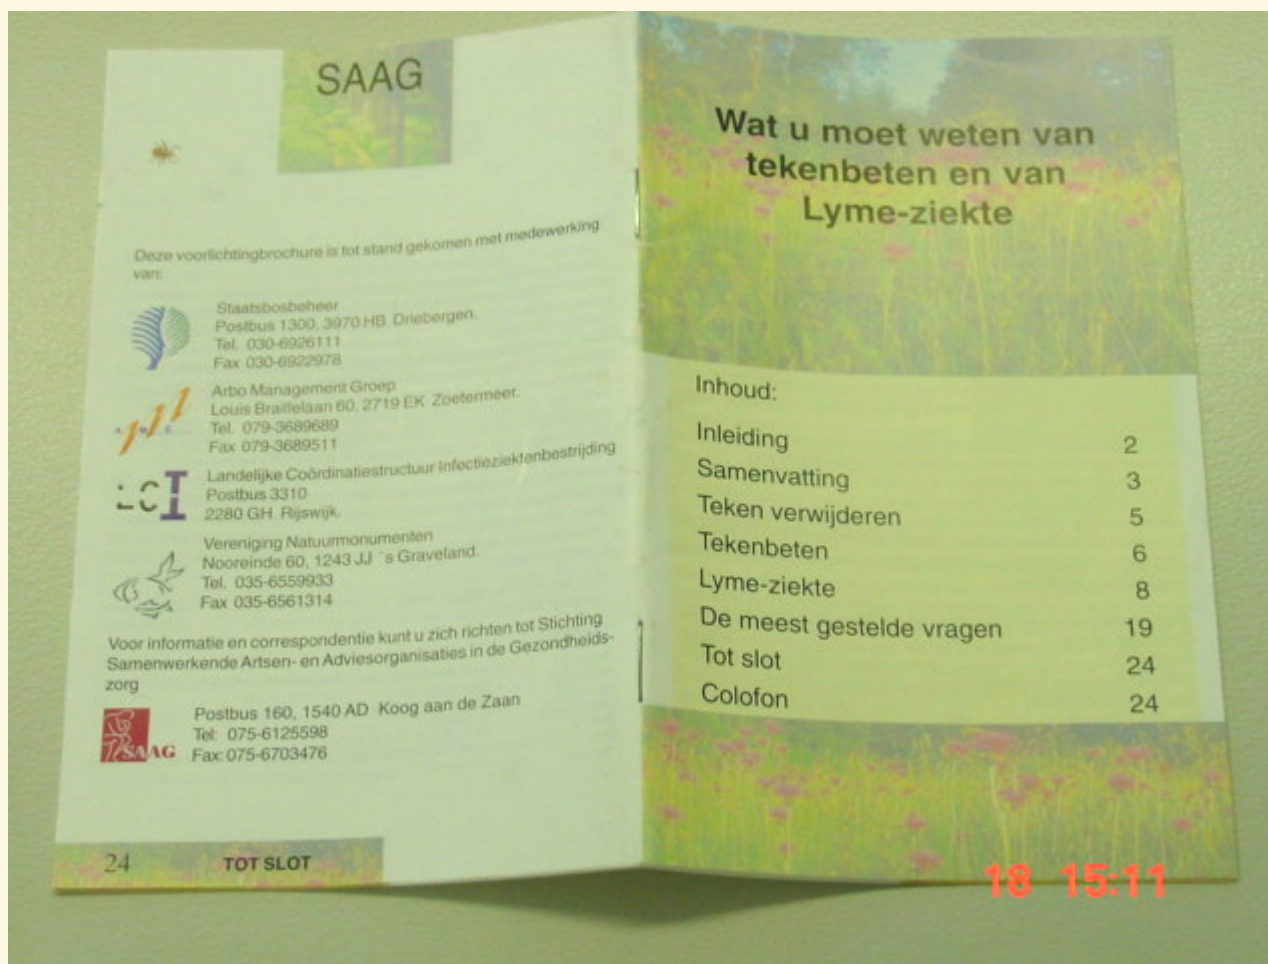 SAAG
Deze voorlichtingbrochure is tot stand gekomen met medewerking
van:
Staatsbosbeheer
Postbus 1300, 3970 HB Driebergen.
Tel. 030-6926111
Fax 030-6922978
Arbo Management Groep
Louis Braillelaan 60, 2719 EK Zoetermeer.
Tel. 079-3689689
Fax 079-3689511
LCI
Landelijke Coördinatiestructuur Infectieziektenbestrijding
Postbus 3310
2280 GH Rijswijk.
Vereniging Natuurmonumenten
Nooreinde 60, 1243 JJ ´s Graveland.
Tel. 035-6559933
Fax 035-6561314
Voor informatie en correspondentie kunt u zich richten tot Stichting
Samenwerkende Artsen- en Adviesorganisaties in de Gezondheids-
zorg
SAAG
Postbus 160, 1540 AD Koog aan de Zaan
Tel: 075-6125598
Fax: 075-6703476
24 TOT SLOT
Wat u moet weten van
tekenbeten en van
Lyme-ziekte
Inhoud:
Inleiding 2
Samenvatting 3
Teken verwijderen 5
Tekenbeten 6
Lyme-ziekte 8
De meest gestelde vragen 19
Tot slot 24
Colofon 24
18 15:11